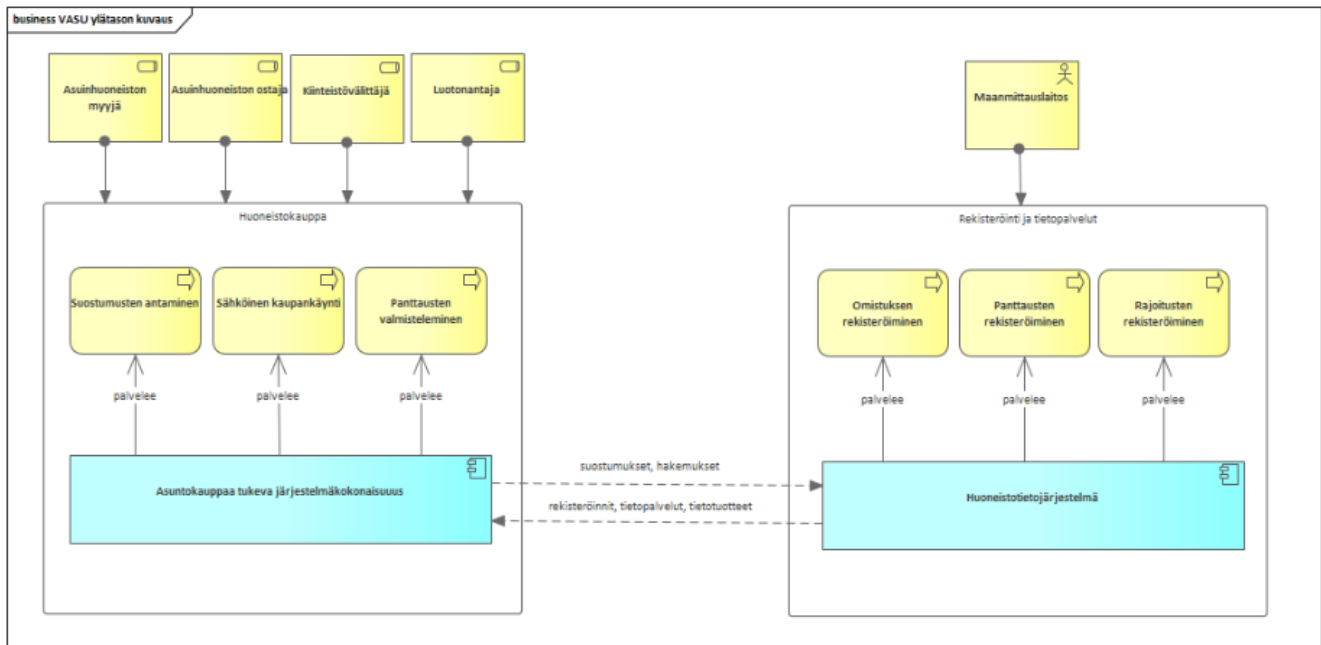 business VASU ylätason kuvaus
Asuinhuoneiston
myyjä
Asuinhuoneiston ostaja
Kiinteistövälittäjä
Luotonantaja
Maanmittauslaitos
Huoneistokauppa
Rekisteröinti ja tietopalvelut
Suostumusten antaminen
Sähköinen kaupankäynti
Panttausten
valmisteleminen
Omistuksen
rekisteröiminen
Panttausten
rekisteröiminen
Rajoitusten
rekisteröiminen
palvelee
palvelee
palvelee
palvelee
palvelee
palvelee
Asuntokauppaa tukeva järjestelmäkokonaisuuus
suostumukset, hakemukset
rekisteröinnit, tietopalvelut, tietotuotteet
Huoneistotietojärjestelmä